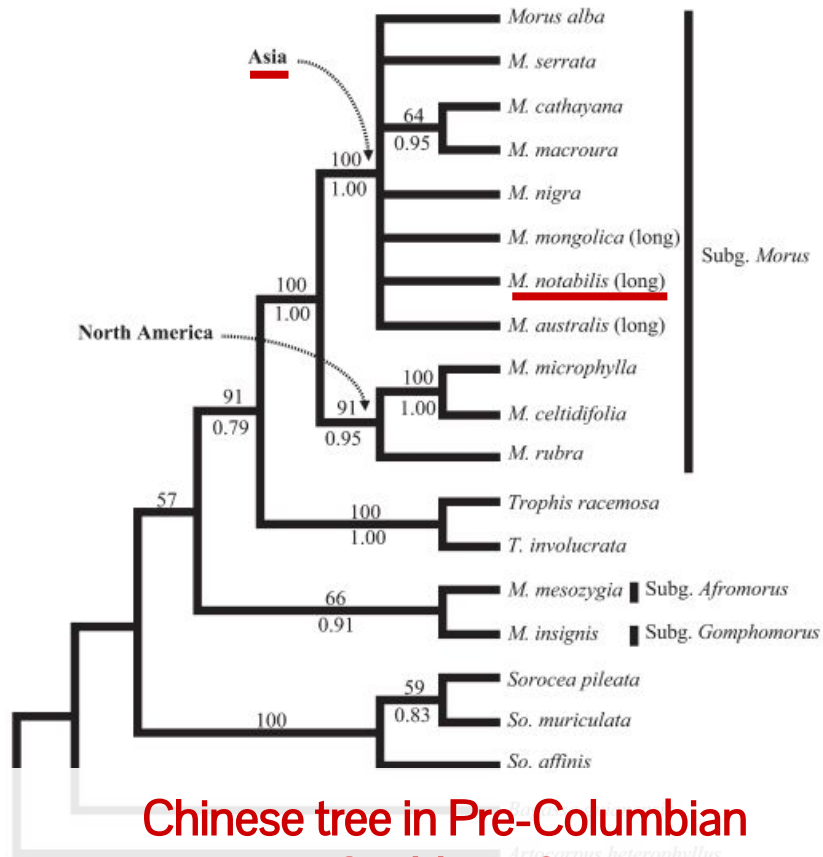 Morus alba
Asia
M. serrata
64
M. cathayana
0.95
M. macroura
100
1.00
M. nigra
M. mongolica (long)
Subg. Morus
100
M. notabilis (long)
1.00
North America
M. australis (long)
M. microphylla
100
1.00
91
M. celtidifolia
91
0.95
0.79
M. rubra
57
Trophis racemosa
100
1.00
T. involucrata
M. mesozygia
Subg. Afromorus
66
0.91
M. insignis
Subg. Gomphomorus
Sorocea pileata
59
0.83
So. muriculata
100
So. affinis
Chinese tree in Pre-Columbian
Artocarpus heterophyllus